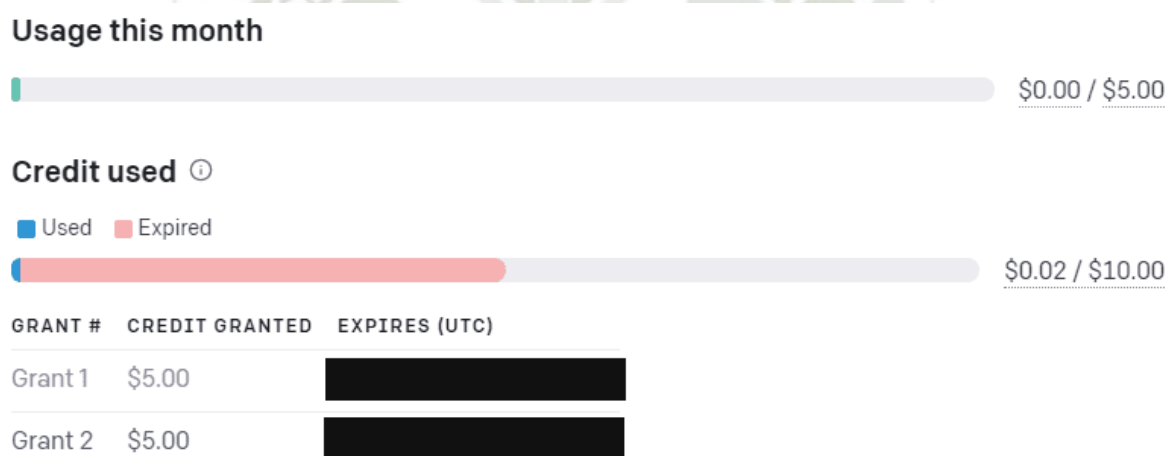 Usage this month
$0.00 / $5.00
Credit used
Used Expired
$0.02 / $10.00
GRANT # CREDIT GRANTED EXPIRES (UTC)
Grant 1 $5.00
Grant 2 $5.00